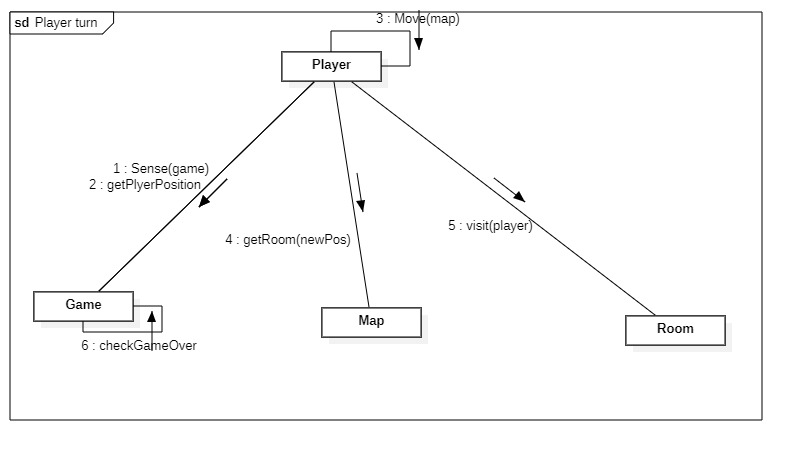 sd Player turn
3 : Move(map)
Player
1 : Sense(game)
2 : getPlyerPosition
4 : getRoom(newPos)
5 : visit(player)
Game
Map
Room
6 : checkGameOver